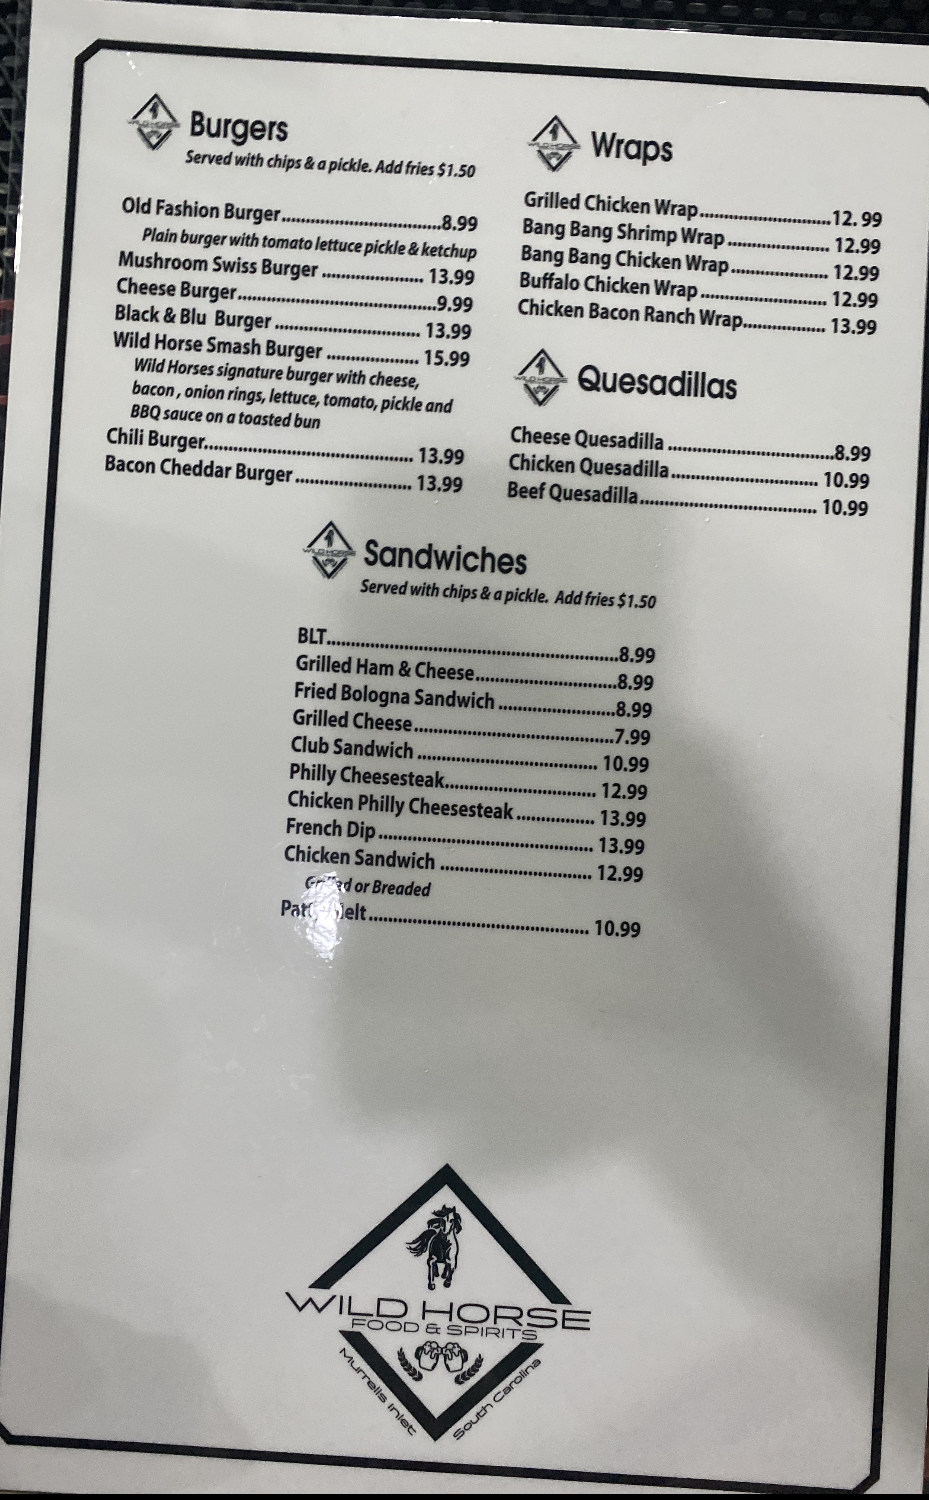 Burgers
Served with chips & a pickle. Add fries $1.50
Old Fashion Burger.................................8.99
Plain burger with tomato lettuce pickle & ketchup
Mushroom Swiss Burger ..................... 13.99
Cheese Burger.........................................9.99
Black & Blu Burger .............................. 13.99
Wild Horse Smash Burger ................... 15.99
Wild Horses signature burger with cheese,
bacon , onion rings, lettuce, tomato, pickle and
BBQ sauce on a toasted bun
Chili Burger........................................... 13.99
Bacon Cheddar Burger ........................ 13.99
Wraps
Grilled Chicken Wrap...........................12. 99
Bang Bang Shrimp Wrap ..................... 12.99
Bang Bang Chicken Wrap.................... 12.99
Buffalo Chicken Wrap .......................... 12.99
Chicken Bacon Ranch Wrap................. 13.99
Quesadillas
Cheese Quesadilla ..................................8.99
Chicken Quesadilla .............................. 10.99
Beef Quesadilla.................................... 10.99
Sandwiches
Served with chips & a pickle. Add fries $1.50
BLT............................................................8.99
Grilled Ham & Cheese.............................8.99
Fried Bologna Sandwich ........................8.99
Grilled Cheese.........................................7.99
Club Sandwich ..................................... 10.99
Philly Cheesesteak............................... 12.99
Chicken Philly Cheesesteak ................ 13.99
French Dip ............................................ 13.99
Chicken Sandwich ............................... 12.99
Grilled or Breaded
Patty Melt............................................. 10.99
WILD HORSE
FOOD & SPIRITS
Murrells Inlet
South Carolina